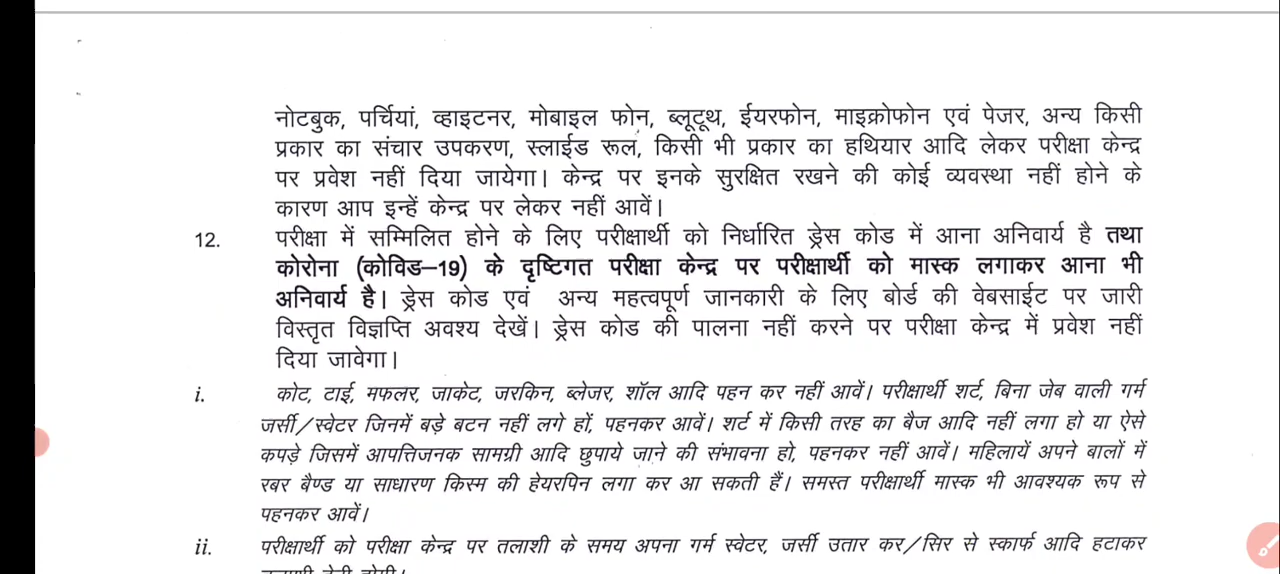 नोटबुक, पर्चियां, व्हाइटनर, मोबाइल फोन, ब्लूटूथ, ईयरफोन, माइक्रोफोन एवं पेजर, अन्य किसी
प्रकार का संचार उपकरण, स्लाईड रूल, किसी भी प्रकार का हथियार आदि लेकर परीक्षा केन्द्र
पर प्रवेश नहीं दिया जायेगा। केन्द्र पर इनके सुरक्षित रखने की कोई व्यवस्था नहीं होने के
कारण आप इन्हें केन्द्र पर लेकर नहीं आवें।
12. परीक्षा में सम्मिलित होने के लिए परीक्षार्थी को निर्धारित ड्रेस कोड में आना अनिवार्य है तथा
कोरोना (कोविड–19) के दृष्टिगत परीक्षा केन्द्र पर परीक्षार्थी को मास्क लगाकर आना भी
अनिवार्य है। ड्रेस कोड एवं अन्य महत्वपूर्ण जानकारी के लिए बोर्ड की वेबसाईट पर जारी
विस्तृत विज्ञप्ति अवश्य देखें। ड्रेस कोड की पालना नहीं करने पर परीक्षा केन्द्र में प्रवेश नहीं
दिया जावेगा।
i. कोट, टाई, मफलर, जाकेट, जरकिन, ब्लेजर, शॉल आदि पहन कर नहीं आवें। परीक्षार्थी शर्ट, बिना जेब वाली गर्म
जर्सी/स्वेटर जिनमें बड़े बटन नहीं लगे हों, पहनकर आवें। शर्ट में किसी तरह का बैज आदि नहीं लगा हो या ऐसे
कपड़े जिसमें आपत्तिजनक सामग्री आदि छुपाये जाने की संभावना हो, पहनकर नहीं आवें। महिलायें अपने बालों में
रबर बैण्ड या साधारण किस्म की हेयरपिन लगा कर आ सकती हैं। समस्त परीक्षार्थी मास्क भी आवश्यक रूप से
पहनकर आवें।
ii. परीक्षार्थी को परीक्षा केन्द्र पर तलाशी के समय अपना गर्म स्वेटर, जर्सी उतार कर/सिर से स्कार्फ आदि हटाकर